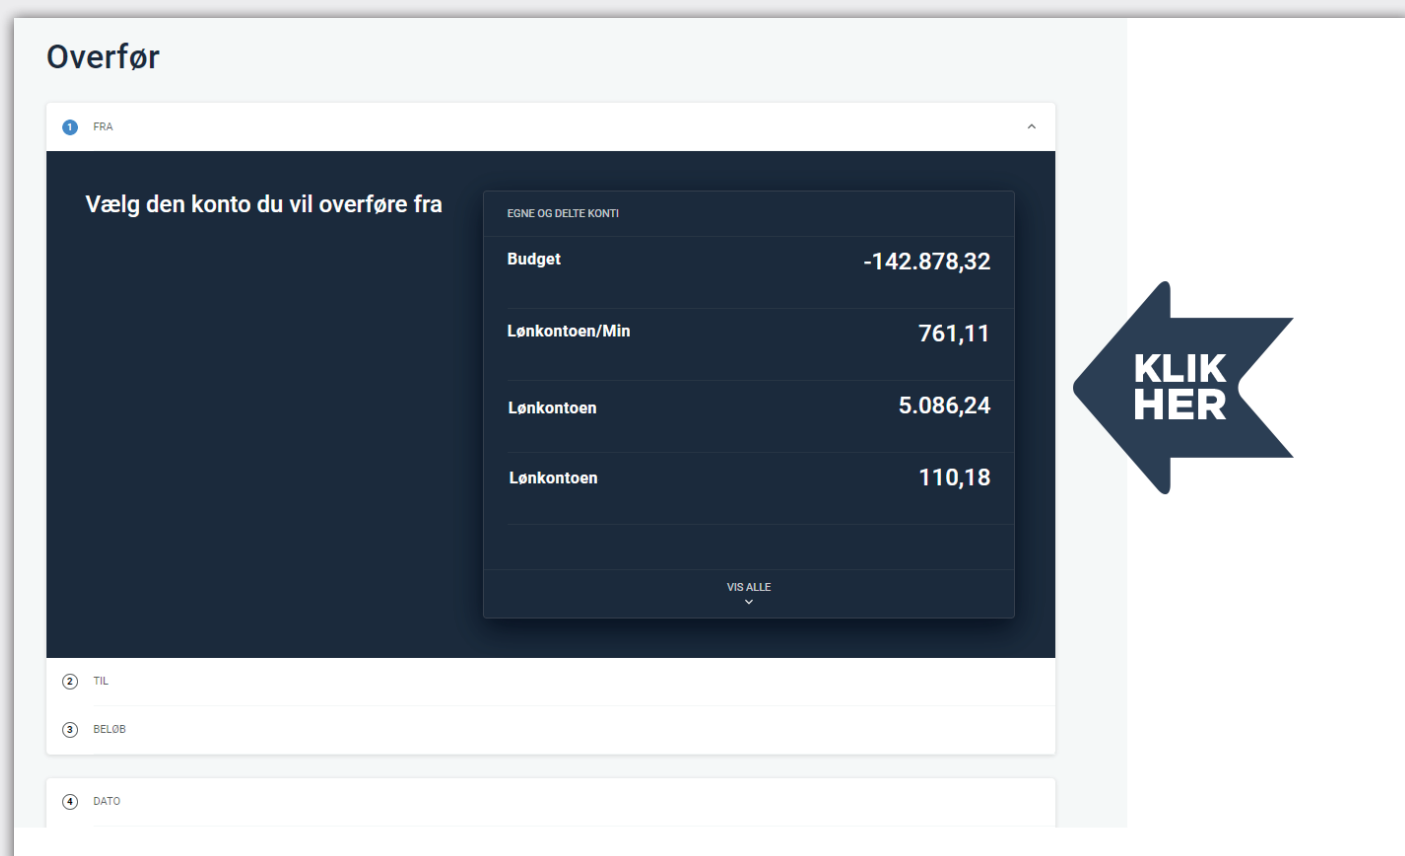 Overfør
1 FRA
Vælg den konto du vil overføre fra
EGNE OG DELTE KONTI
Budget -142.878,32
Lønkontoen/Min 761,11
Lønkontoen 5.086,24
Lønkontoen 110,18
VIS ALLE
KLIK
HER
2 TIL
3 BELØB
4 DATO